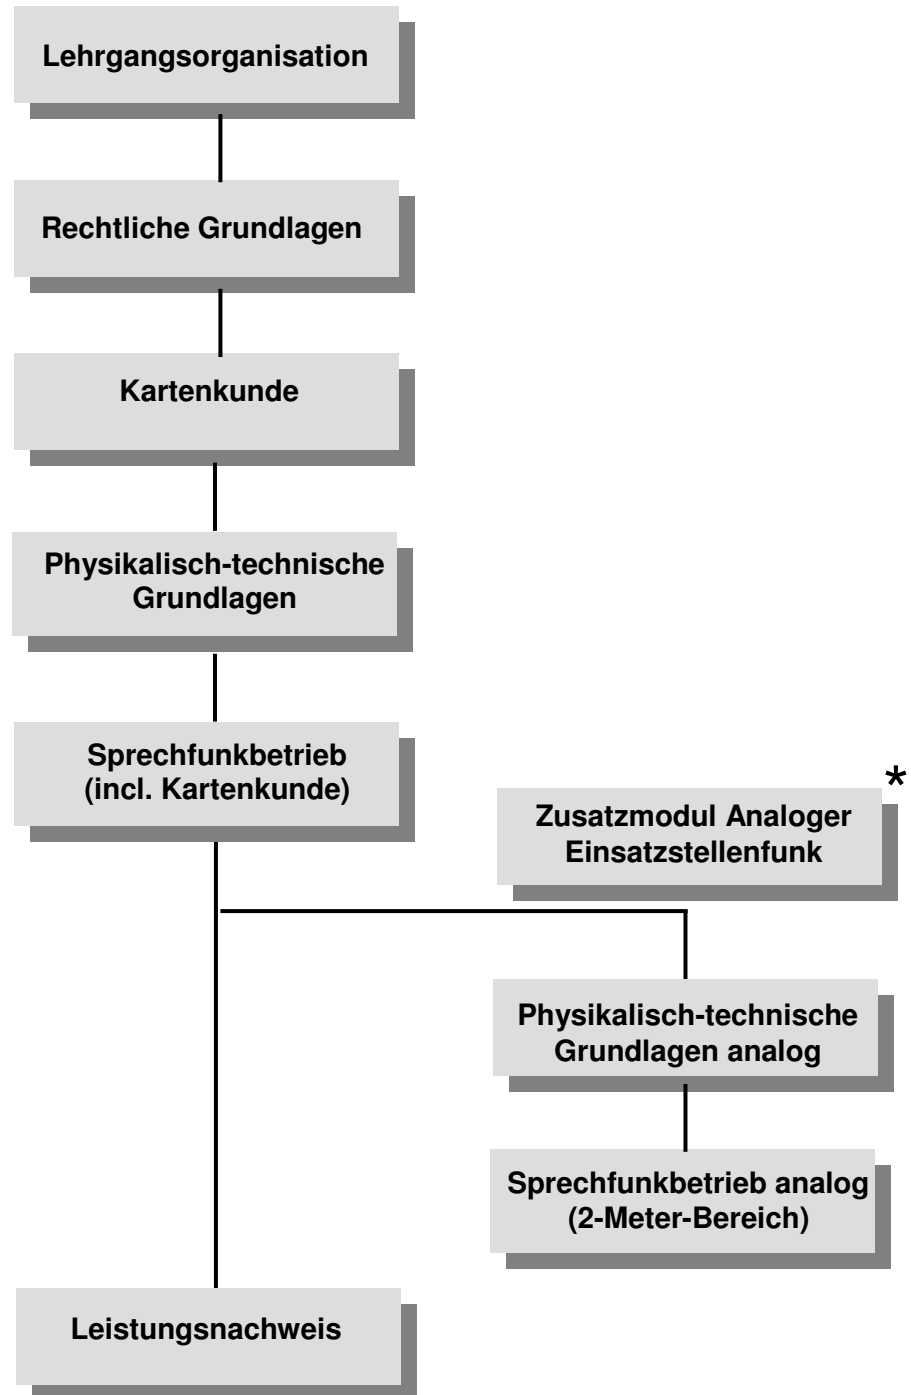 Lehrgangsorganisation
Rechtliche Grundlagen
Kartenkunde
Physikalisch-technische
Grundlagen
Sprechfunkbetrieb
(incl. Kartenkunde)
*
Zusatzmodul Analoger
Einsatzstellenfunk
Physikalisch-technische
Grundlagen analog
Sprechfunkbetrieb analog
(2-Meter-Bereich)
Leistungsnachweis